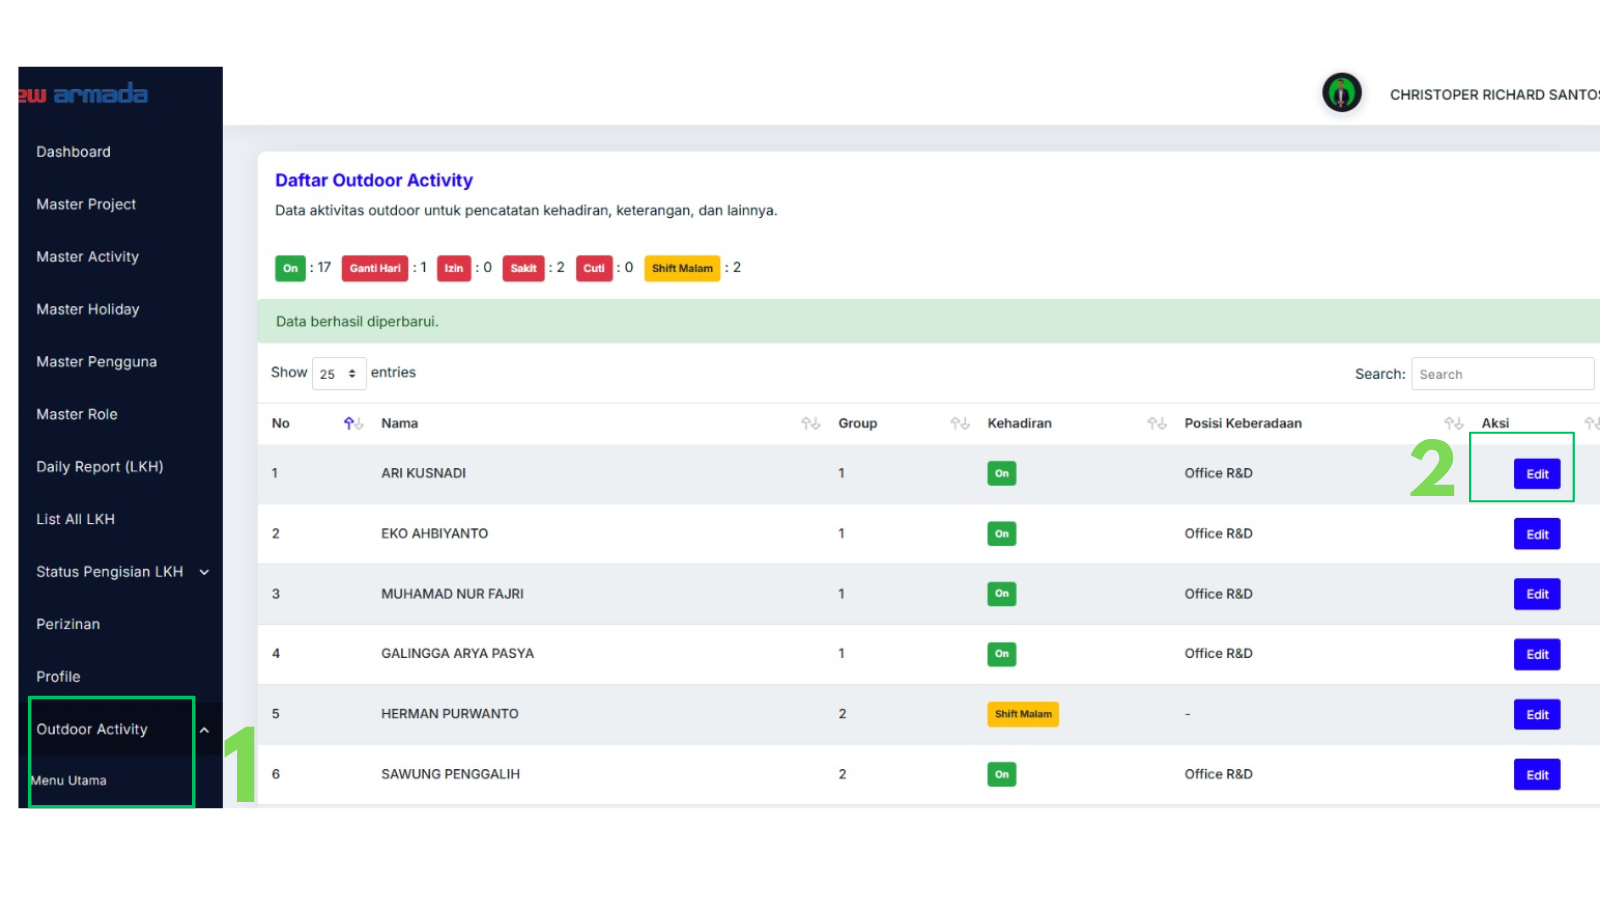 ew armada
CHRISTOPER RICHARD SANTOS
Dashboard
Master Project
Master Activity
Master Holiday
Master Pengguna
Master Role
Daily Report (LKH)
List All LKH
Status Pengisian LKH
Perizinan
Profile
Outdoor Activity
Menu Utama
1
Daftar Outdoor Activity
Data aktivitas outdoor untuk pencatatan kehadiran, keterangan, dan lainnya.
On : 17 Ganti Hari : 1 Izin : 0 Sakit : 2 Cuti : 0 Shift Malam : 2
Data berhasil diperbarui.
Show 25 entries Search: Search
No Nama Group Kehadiran Posisi Keberadaan Aksi
1 ARI KUSNADI 1 On Office R&D 2 Edit
2 EKO AHBIYANTO 1 On Office R&D Edit
3 MUHAMAD NUR FAJRI 1 On Office R&D Edit
4 GALINGGA ARYA PASYA 1 On Office R&D Edit
5 HERMAN PURWANTO 2 Shift Malam - Edit
6 SAWUNG PENGGALIH 2 On Office R&D Edit